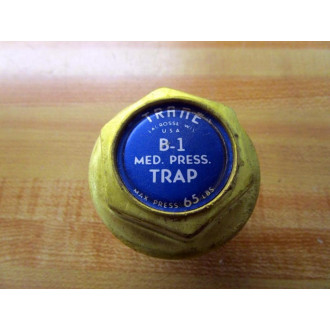 TRANE
LA CROSSE WIS.
U S A
B-1
MED. PRESS.
TRAP
MAX. PRESS 65 LBS.